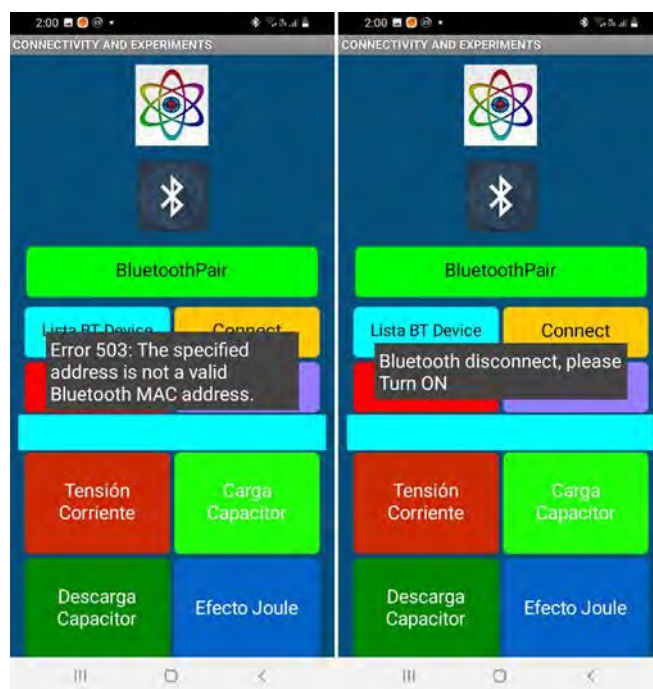 2:00
CONNECTIVITY AND EXPERIMENTS
BluetoothPair
Lista BT Device
Connect
Error 503: The specified
address is not a valid
Bluetooth MAC address.
Tensión
Corriente
Carga
Capacitor
Descarga
Capacitor
Efecto Joule
2:00
CONNECTIVITY AND EXPERIMENTS
BluetoothPair
Lista BT Device
Connect
Bluetooth disconnect, please
Turn ON
Tensión
Corriente
Carga
Capacitor
Descarga
Capacitor
Efecto Joule